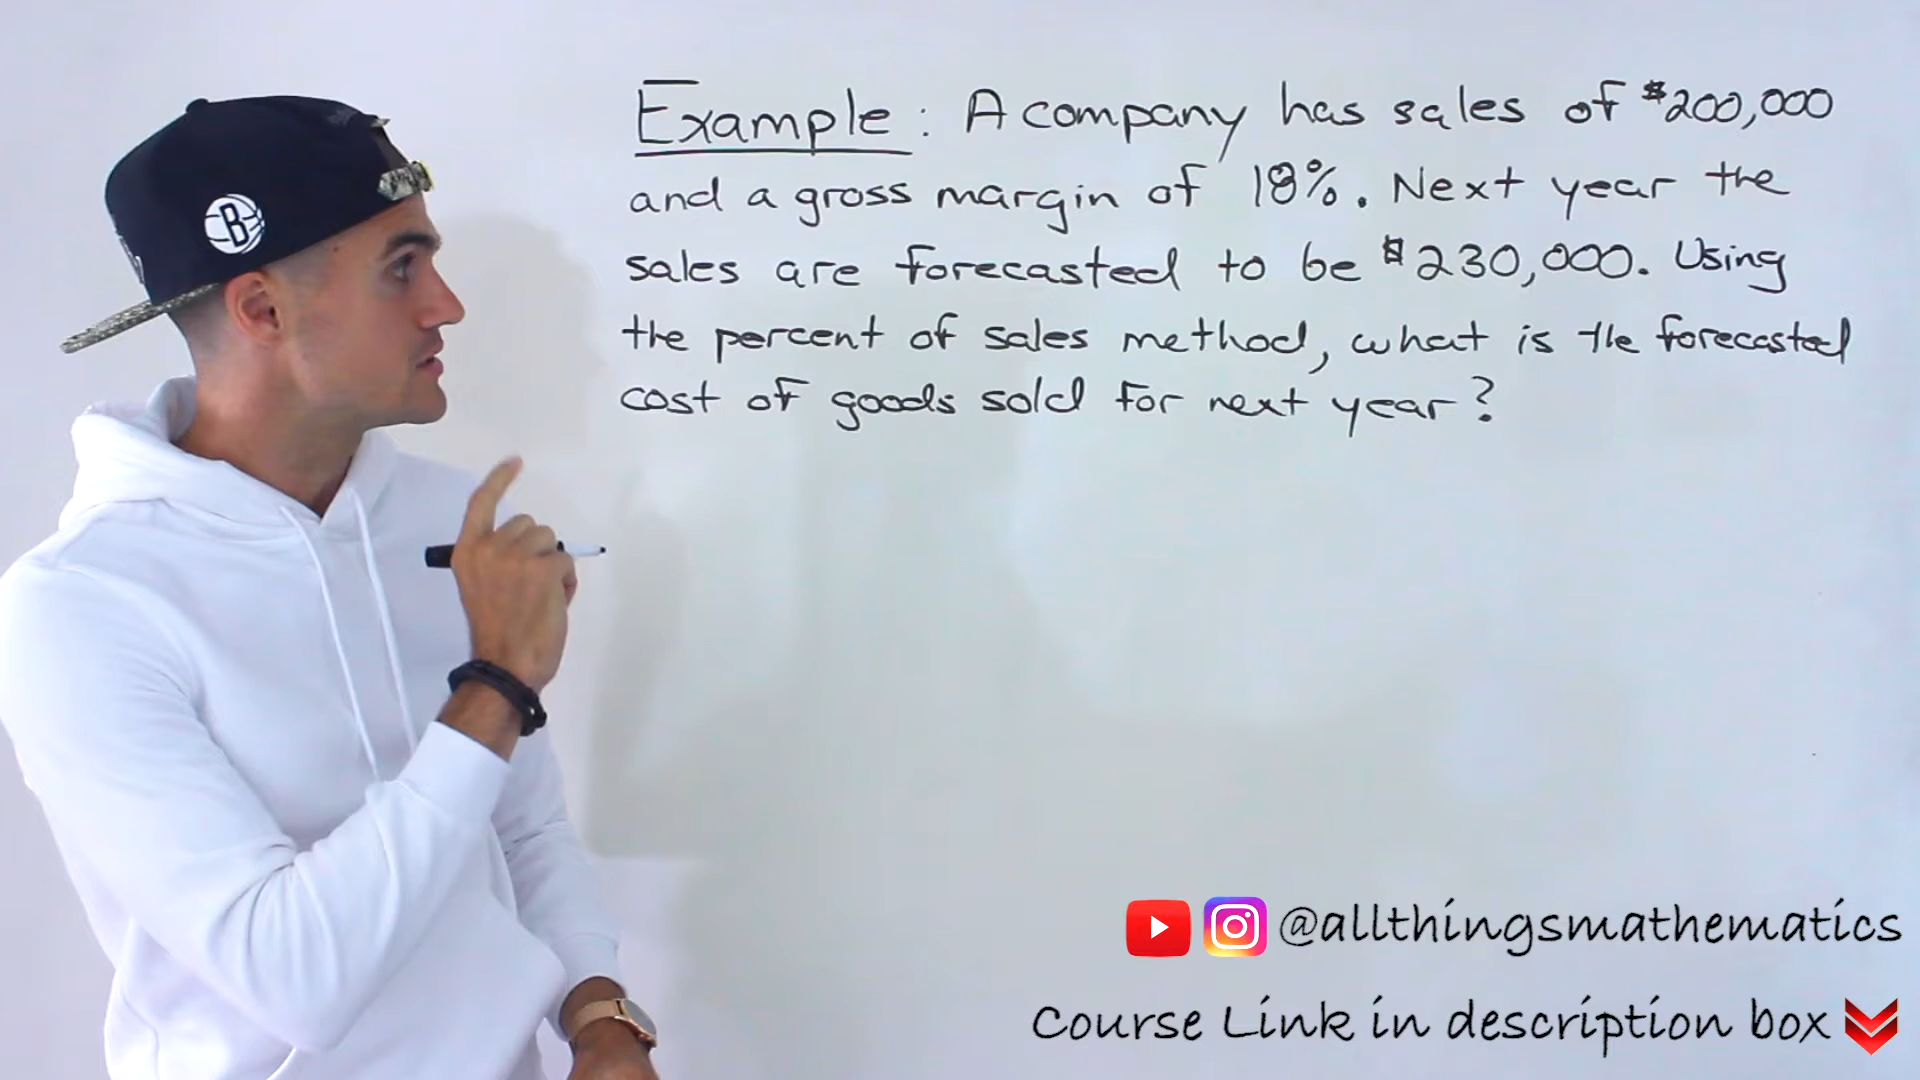 Example: A company has sales of $200,000
and a gross margin of 18%. Next year the
sales are forecasted to be $230,000. Using
the percent of sales method, what is the forecasted
cost of goods sold for next year?
B
@allthingsmathematics
Course Link in description box